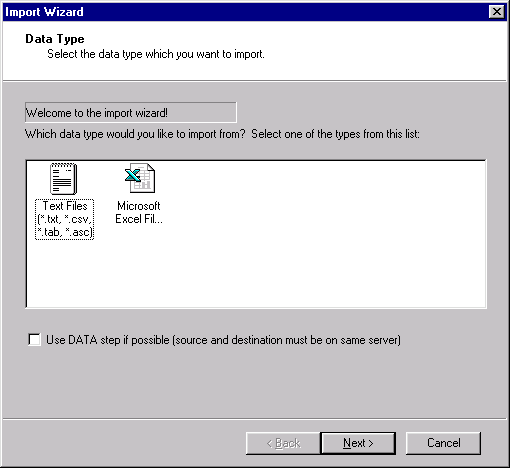 Import Wizard
Data Type
Select the data type which you want to import.
Welcome to the import wizard!
Which data type would you like to import from?  Select one of the types from this list:
Text Files
(*.txt, *.csv,
*.tab, *.asc)
Microsoft
Excel Fil...
Use DATA step if possible (source and destination must be on same server)
< Back
Next >
Cancel